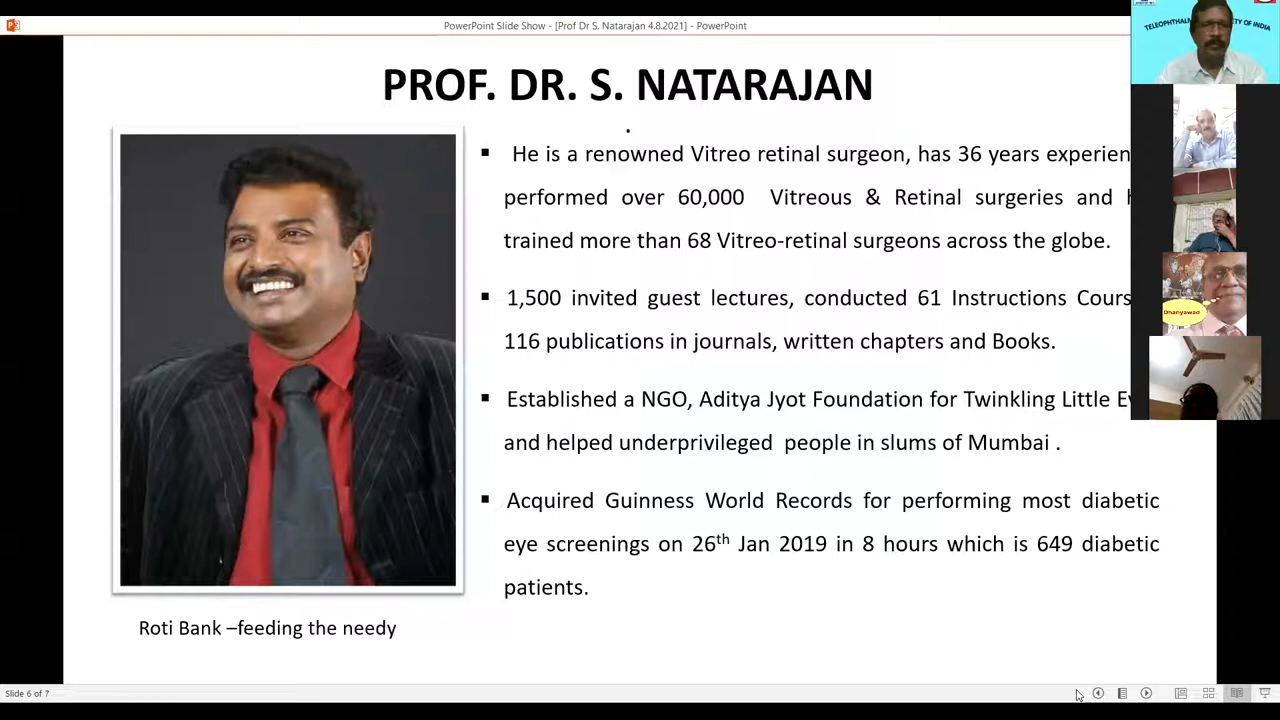 PowerPoint Slide Show - [Prof Dr S. Natarajan 4.8.2021] - PowerPoint
TELEOPHTHALM
ETY OF INDIA
PROF. DR. S. NATARAJAN
.
▪ He is a renowned Vitreo retinal surgeon, has 36 years experien
performed over 60,000 Vitreous & Retinal surgeries and
trained more than 68 Vitreo-retinal surgeons across the globe.
▪ 1,500 invited guest lectures, conducted 61 Instructions Cours
116 publications in journals, written chapters and Books.
▪ Established a NGO, Aditya Jyot Foundation for Twinkling Little E
and helped underprivileged people in slums of Mumbai .
▪ Acquired Guinness World Records for performing most diabetic
eye screenings on 26th Jan 2019 in 8 hours which is 649 diabetic
patients.
Roti Bank –feeding the needy
Dhanyawad
Slide 6 of 7